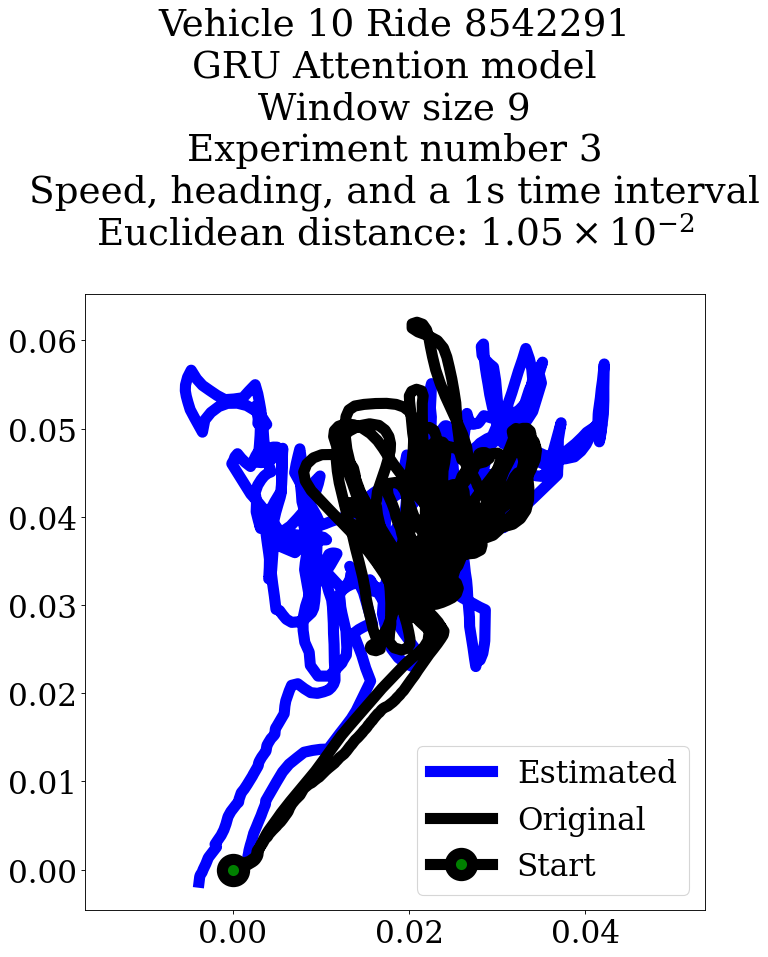 Vehicle 10 Ride 8542291
GRU Attention model
Window size 9
Experiment number 3
Speed, heading, and a 1s time interval
Euclidean distance: 1.05 × 10⁻²
0.06
0.05
0.04
0.03
0.02
0.01
0.00
Estimated
Original
Start
0.00 0.02 0.04